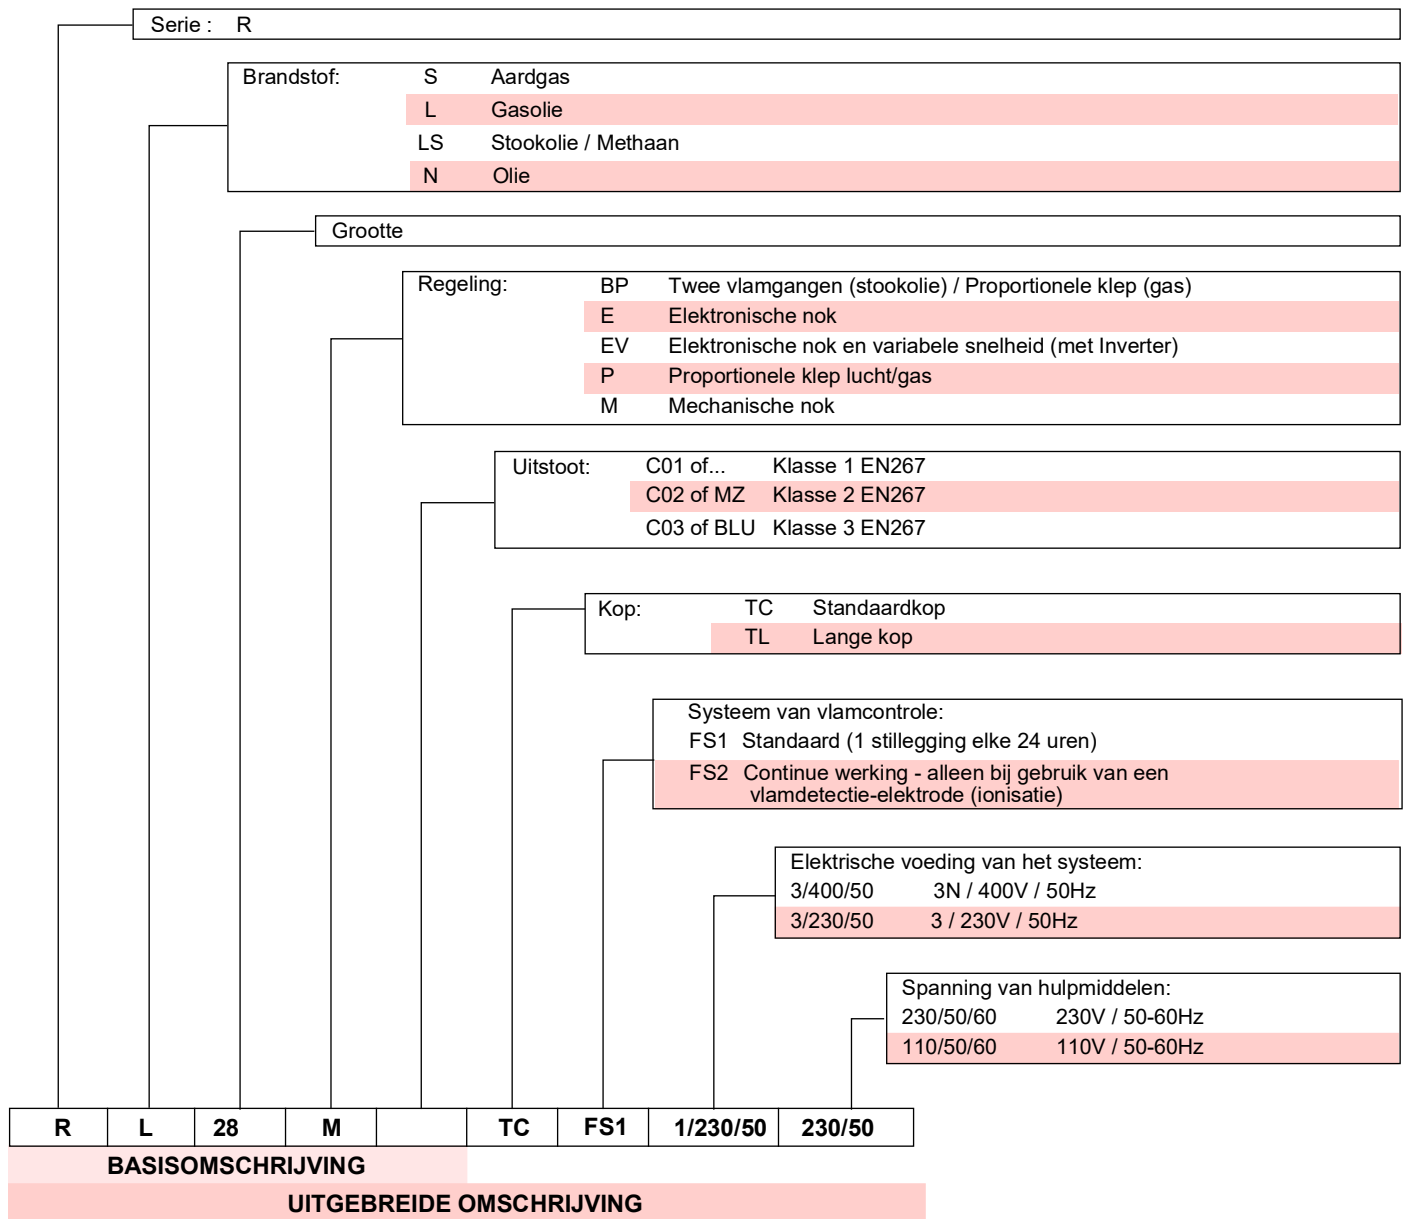 Serie : R
Brandstof: S Aardgas
L Gasolie
LS Stookolie / Methaan
N Olie
Grootte
Regeling: BP Twee vlamgangen (stookolie) / Proportionele klep (gas)
E Elektronische nok
EV Elektronische nok en variabele snelheid (met Inverter)
P Proportionele klep lucht/gas
M Mechanische nok
Uitstoot: C01 of... Klasse 1 EN267
C02 of MZ Klasse 2 EN267
C03 of BLU Klasse 3 EN267
Kop: TC Standaardkop
TL Lange kop
Systeem van vlamcontrole:
FS1 Standaard (1 stillegging elke 24 uren)
FS2 Continue werking - alleen bij gebruik van een
vlamdetectie-elektrode (ionisatie)
Elektrische voeding van het systeem:
3/400/50 3N / 400V / 50Hz
3/230/50 3 / 230V / 50Hz
Spanning van hulpmiddelen:
230/50/60 230V / 50-60Hz
110/50/60 110V / 50-60Hz
R L 28 M TC FS1 1/230/50 230/50
BASISOMSCHRIJVING
UITGEBREIDE OMSCHRIJVING